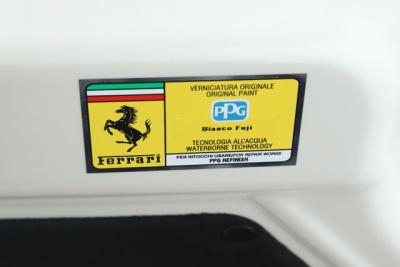 VERNICIATURA ORIGINALE
ORIGINAL PAINT
PPG
Bianco Fuji
TECNOLOGIA ALL'ACQUA
WATERBORNE TECHNOLOGY
Ferrari
PER RITOCCHI USARE/FOR REPAIR WORKS
PPG REFINISH